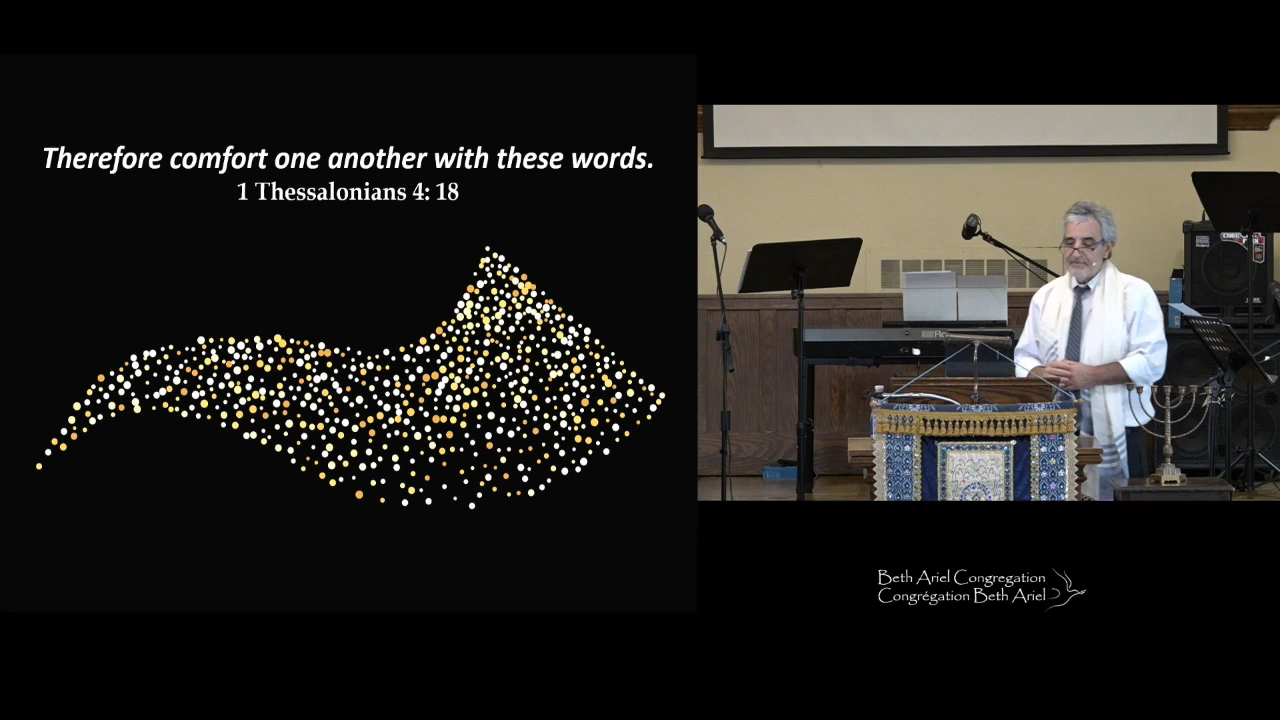 Therefore comfort one another with these words.
1 Thessalonians 4: 18
Beth Ariel Congregation
Congrégation Beth Ariel